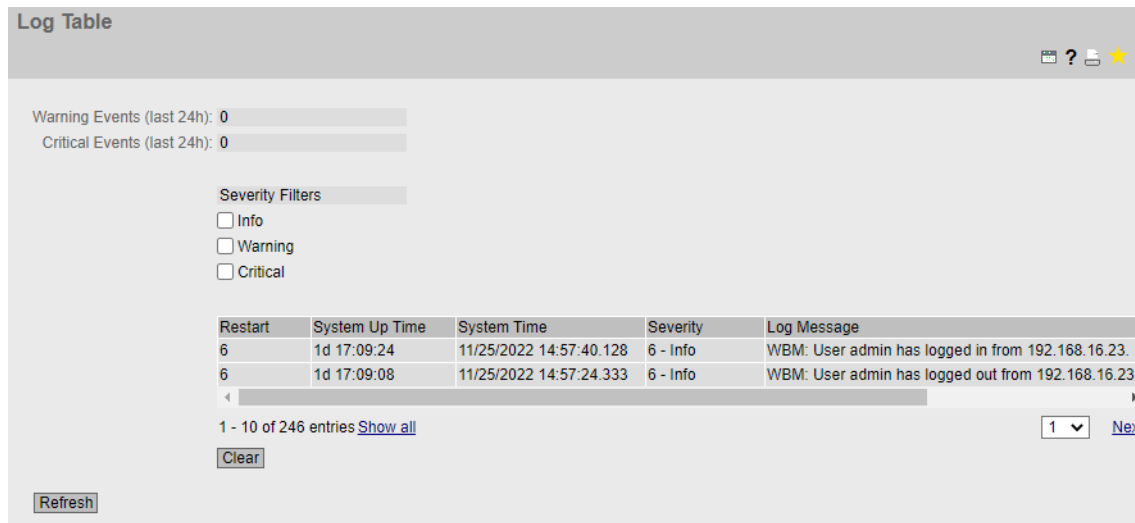 Log Table
?
Warning Events (last 24h): 0
Critical Events (last 24h): 0
Severity Filters
Info
Warning
Critical
Restart System Up Time System Time Severity Log Message
6 1d 17:09:24 11/25/2022 14:57:40.128 6 - Info WBM: User admin has logged in from 192.168.16.23.
6 1d 17:09:08 11/25/2022 14:57:24.333 6 - Info WBM: User admin has logged out from 192.168.16.23
1 - 10 of 246 entries Show all 1 Nex
Clear
Refresh